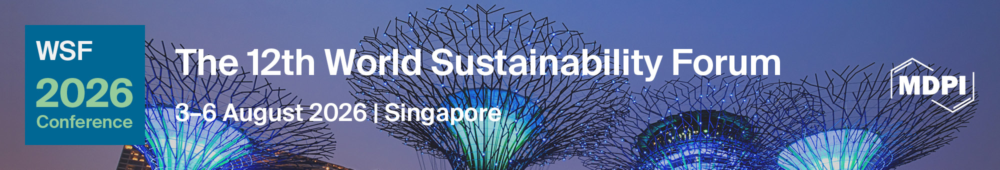 WSF
2026
Conference
The 12th World Sustainability Forum
3–6 August 2026 | Singapore
MDPI